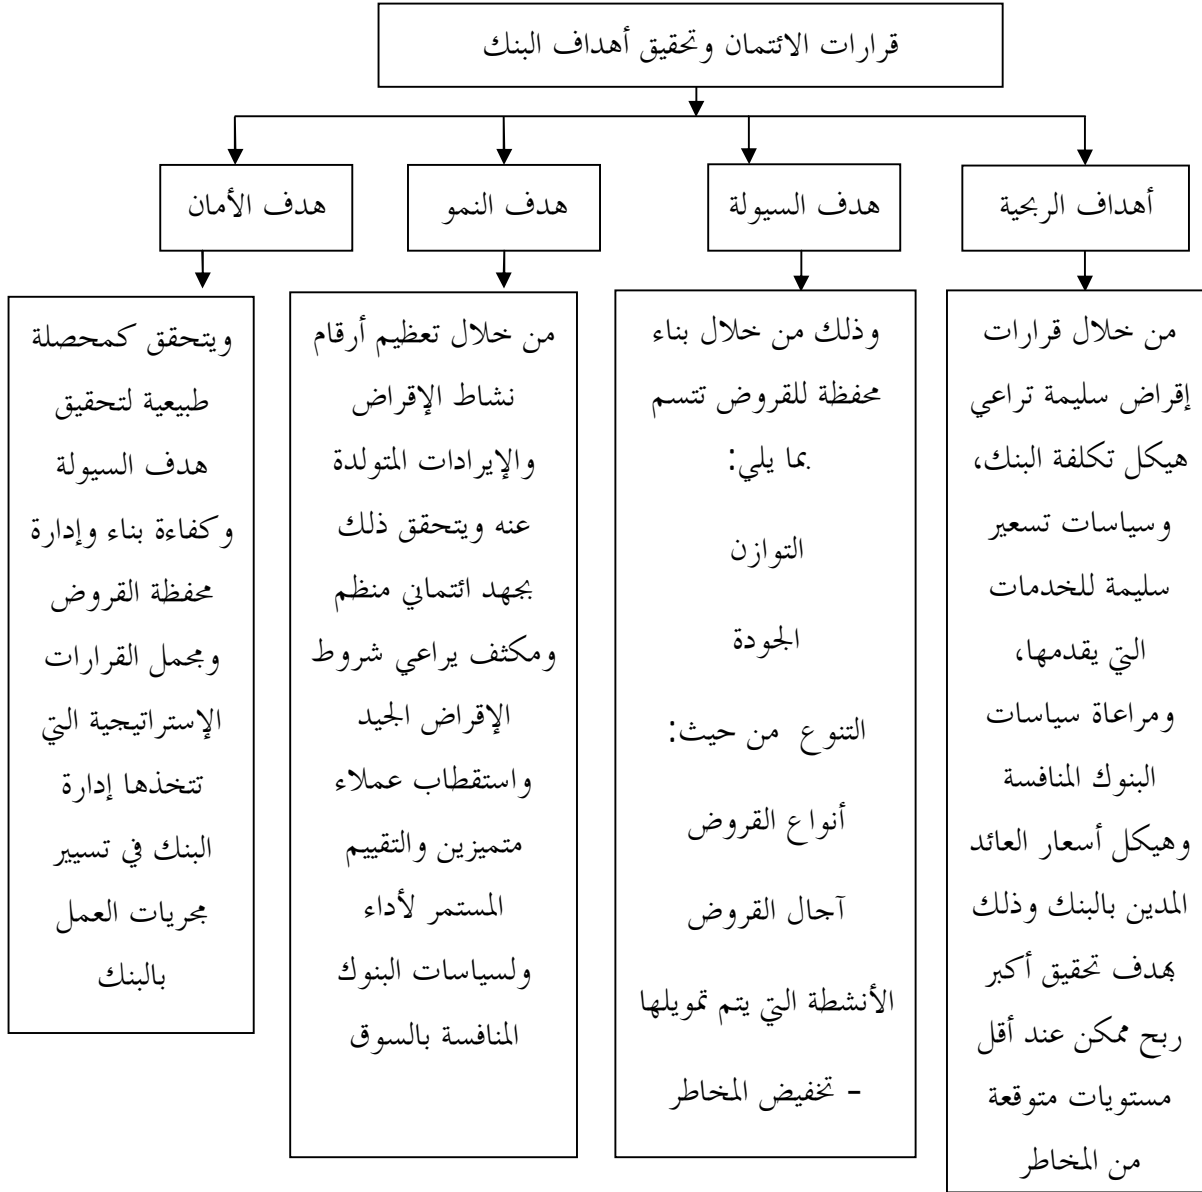 قرارات الائتمان وتحقيق أهداف البنك
أهداف الربحية
هدف السيولة
هدف النمو
هدف الأمان
من خلال قرارات
إقراض سليمة تراعي
هيكل تكلفة البنك،
وسياسات تسعير
سليمة للخدمات
التي يقدمها،
ومراعاة سياسات
البنوك المنافسة
وهيكل أسعار العائد
المدين بالبنك وذلك
بهدف تحقيق أكبر
ربح ممكن عند أقل
مستويات متوقعة
من المخاطر
وذلك من خلال بناء
محفظة للقروض تتسم
بما يلي:
التوازن
الجودة
التنوع من حيث:
أنواع القروض
آجال القروض
الأنشطة التي يتم تمويلها
- تخفيض المخاطر
من خلال تعظيم أرقام
نشاط الإقراض
والإيرادات المتولدة
عنه ويتحقق ذلك
بجهد ائتماني منظم
ومكثف يراعي شروط
الإقراض الجيد
واستقطاب عملاء
متميزين والتقييم
المستمر لأداء
ولسياسات البنوك
المنافسة بالسوق
ويتحقق كمحصلة
طبيعية لتحقيق
هدف السيولة
وكفاءة بناء وإدارة
محفظة القروض
ومجمل القرارات
الإستراتيجية التي
تتخذها إدارة
البنك في تسيير
مجريات العمل
بالبنك